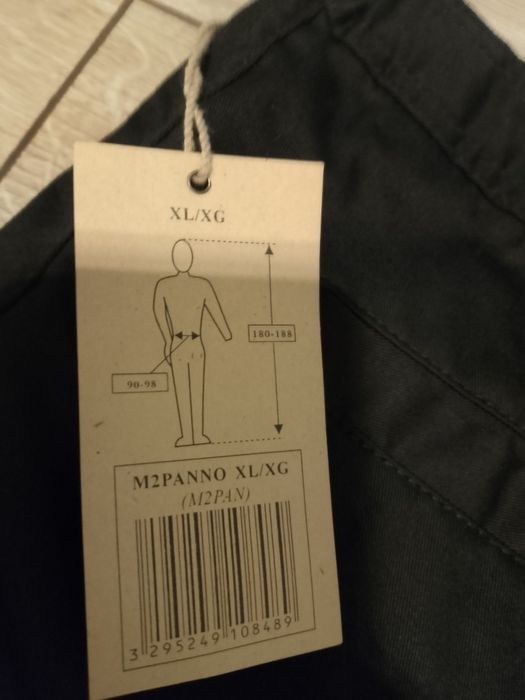 XL/XG
180-188
90-98
M2PANNO XL/XG
(M2PAN)
3 295249 108489